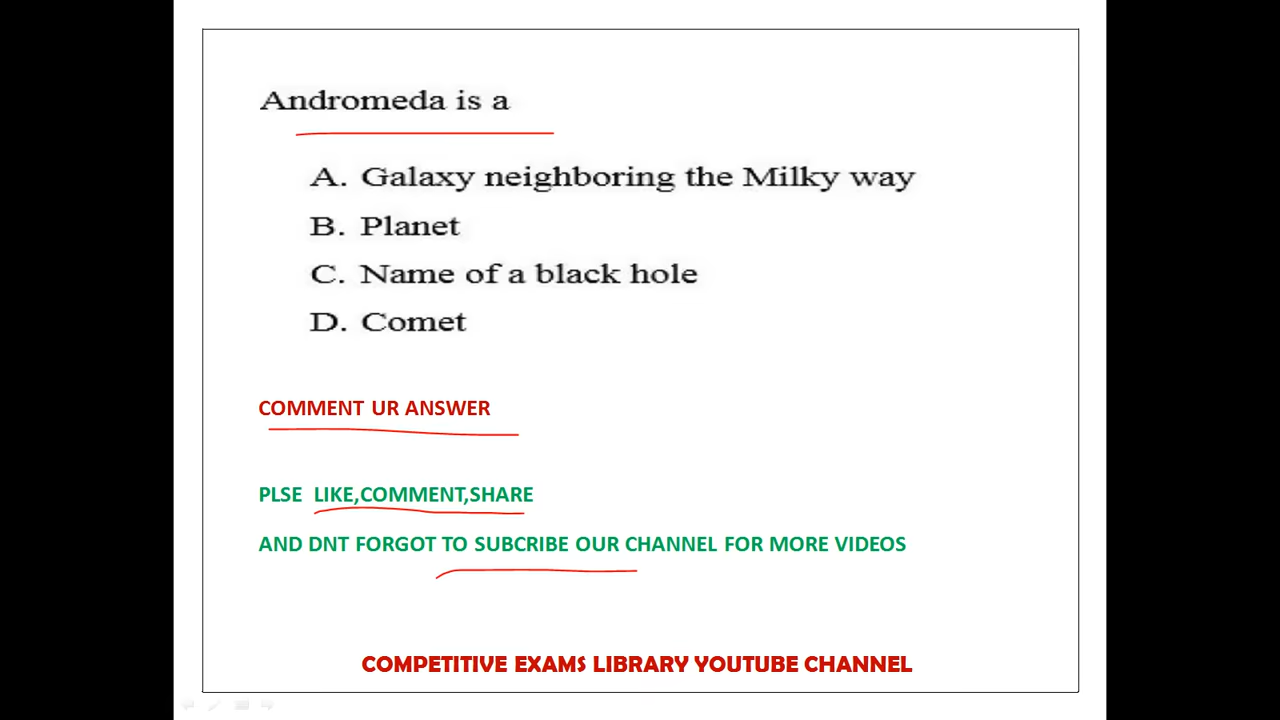 Andromeda is a
A. Galaxy neighboring the Milky way
B. Planet
C. Name of a black hole
D. Comet
COMMENT UR ANSWER
PLSE LIKE,COMMENT,SHARE
AND DNT FORGOT TO SUBCRIBE OUR CHANNEL FOR MORE VIDEOS
COMPETITIVE EXAMS LIBRARY YOUTUBE CHANNEL